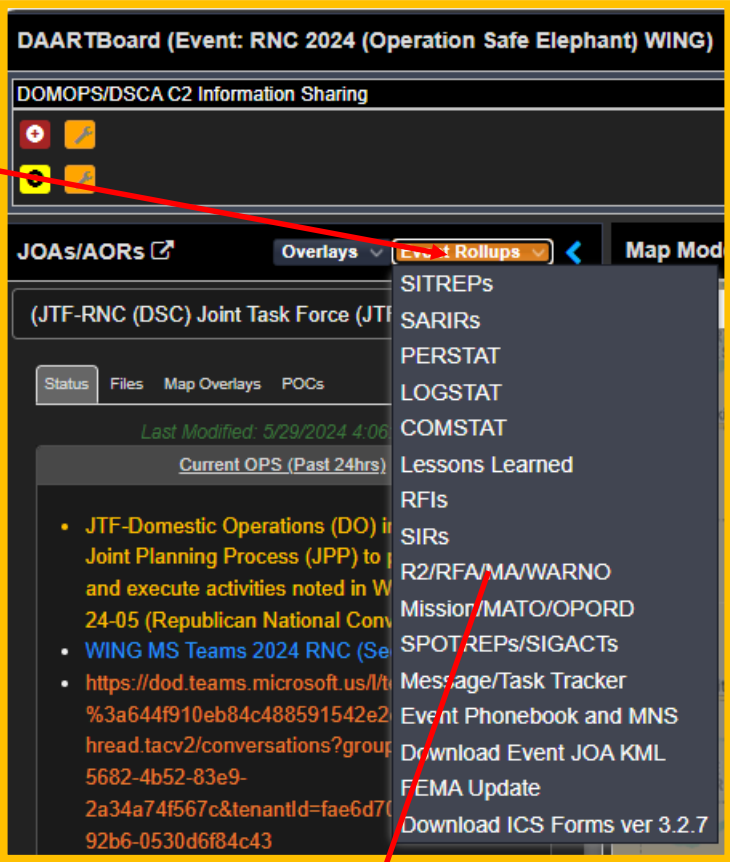 DAARTBoard (Event: RNC 2024 (Operation Safe Elephant) WING)
DOMOPS/DSCA C2 Information Sharing
JOAs/AORs Overlays Event Rollups Map Mod
(JTF-RNC (DSC) Joint Task Force (JTF
Status Files Map Overlays POCs
Last Modified: 5/29/2024 4:06
Current OPS (Past 24hrs)
JTF-Domestic Operations (DO) i
Joint Planning Process (JPP) to
and execute activities noted in W
24-05 (Republican National Conv
WING MS Teams 2024 RNC (Se
https://dod.teams.microsoft.us/l/t
%3a644f910eb84c488591542e2
hread.tacv2/conversations?group
5682-4b52-83e9-
2a34a74f567c&tenantId=fae6d70
92b6-0530d6f84c43
SITREPs
SARIRs
PERSTAT
LOGSTAT
COMSTAT
Lessons Learned
RFIs
SIRs
R2/RFA/MA/WARNO
Mission/MATO/OPORD
SPOTREPs/SIGACTs
Message/Task Tracker
Event Phonebook and MNS
Download Event JOA KML
FEMA Update
Download ICS Forms ver 3.2.7